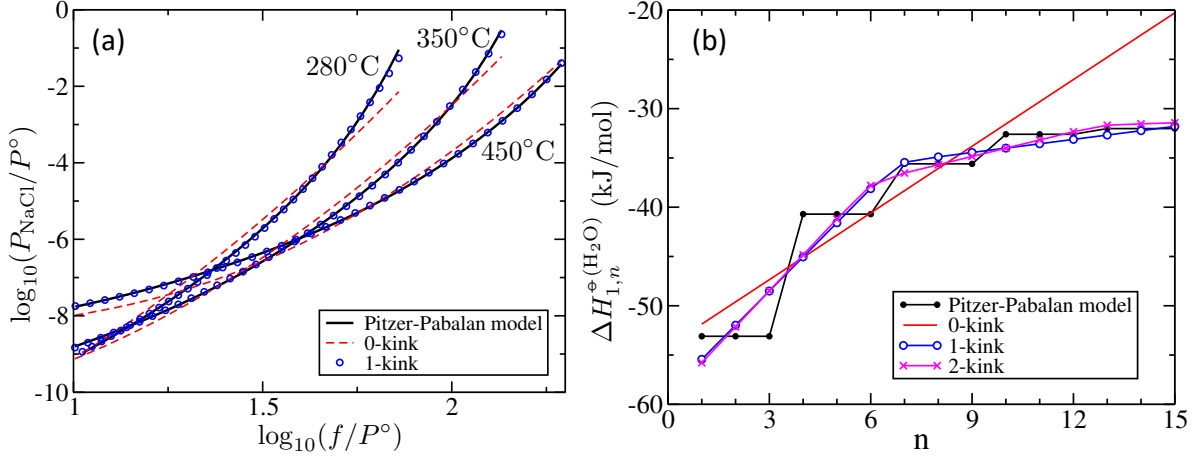 (a)
280°C
350°C
450°C
0
-2
-4
-6
-8
-10
log₁₀(P_NaCl/P°)
1
1.5
2
log₁₀(f/P°)
Pitzer-Pabalan model
0-kink
1-kink
(b)
-20
-30
-40
-50
-60
ΔH⦵^(H₂O)_1,n (kJ/mol)
0
3
6
9
12
15
n
Pitzer-Pabalan model
0-kink
1-kink
2-kink